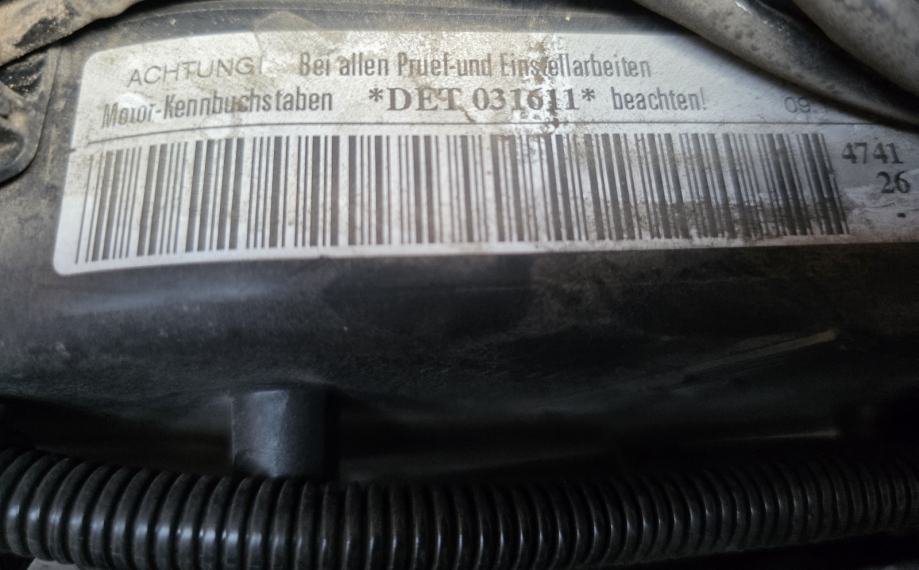 ACHTUNG! Bei allen Pruef-und Einstellarbeiten
Motor-Kennbuchstaben *DET 031611* beachten!
4741
26